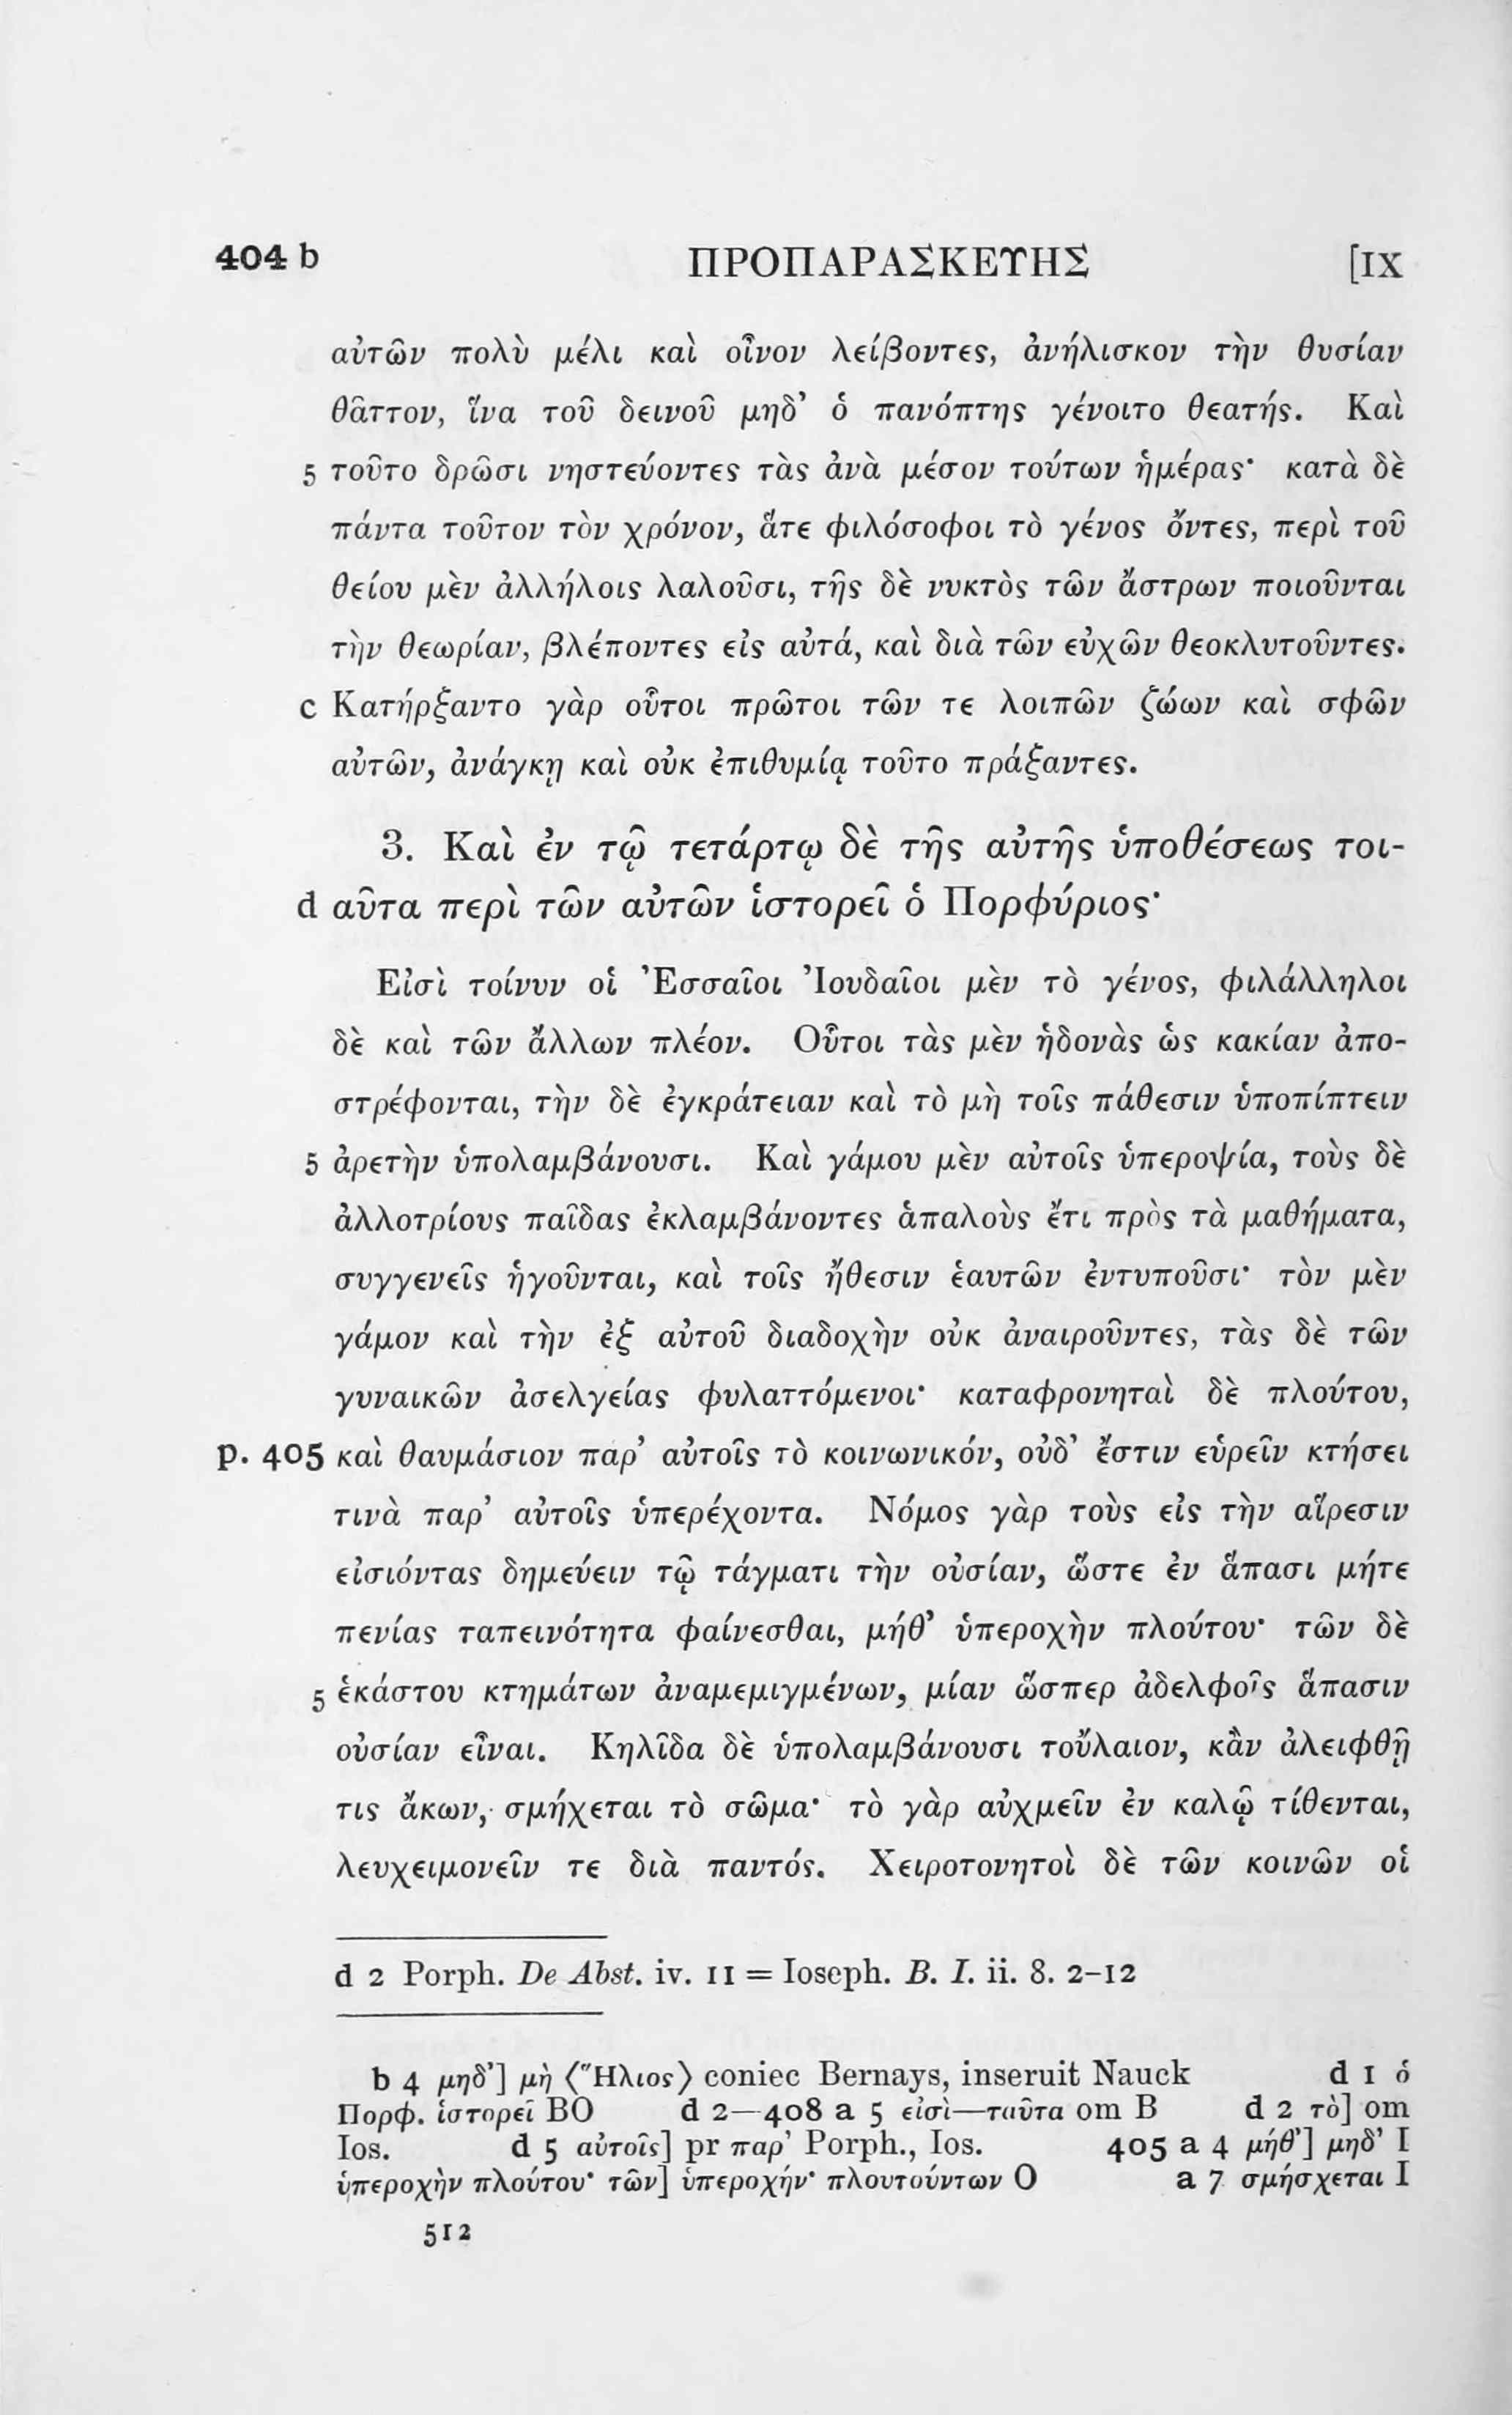 404 b ΠΡΟΠΑΡΑΣΚΕΥΗΣ [IX
αὐτῶν πολὺ μέλι καὶ οἶνον λείβοντες, ἀνήλισκον τὴν θυσίαν
θᾶττον, ἵνα τοῦ δεινοῦ μηδ’ ὁ πανόπτης γένοιτο θεατής. Καὶ
5 τοῦτο δρῶσι νηστεύοντες τὰς ἀνὰ μέσον τούτων ἡμέρας· κατὰ δὲ
πάντα τοῦτον τὸν χρόνον, ἅτε φιλόσοφοι τὸ γένος ὄντες, περὶ τοῦ
θείου μὲν ἀλλήλοις λαλοῦσι, τῆς δὲ νυκτὸς τῶν ἄστρων ποιοῦνται
τὴν θεωρίαν, βλέποντες εἰς αὐτά, καὶ διὰ τῶν εὐχῶν θεοκλυτοῦντες.
c Κατήρξαντο γὰρ οὗτοι πρῶτοι τῶν τε λοιπῶν ζώων καὶ σφῶν
αὐτῶν, ἀνάγκῃ καὶ οὐκ ἐπιθυμίᾳ τοῦτο πράξαντες.
3. Καὶ ἐν τῷ τετάρτῳ δὲ τῆς αὐτῆς ὑποθέσεως τοι-
d αῦτα περὶ τῶν αὐτῶν ἱστορεῖ ὁ Πορφύριος·
Εἰσὶ τοίνυν οἱ Ἐσσαῖοι Ἰουδαῖοι μὲν τὸ γένος, φιλάλληλοι
δὲ καὶ τῶν ἄλλων πλέον. Οὗτοι τὰς μὲν ἡδονὰς ὡς κακίαν ἀπο-
στρέφονται, τὴν δὲ ἐγκράτειαν καὶ τὸ μὴ τοῖς πάθεσιν ὑποπίπτειν
5 ἀρετὴν ὑπολαμβάνουσι. Καὶ γάμου μὲν αὐτοῖς ὑπεροψία, τοὺς δὲ
ἀλλοτρίους παῖδας ἐκλαμβάνοντες ἁπαλοὺς ἔτι πρὸς τὰ μαθήματα,
συγγενεῖς ἡγοῦνται, καὶ τοῖς ἤθεσιν ἑαυτῶν ἐντυποῦσι· τὸν μὲν
γάμον καὶ τὴν ἐξ αὐτοῦ διαδοχὴν οὐκ ἀναιροῦντες, τὰς δὲ τῶν
γυναικῶν ἀσελγείας φυλαττόμενοι· καταφρονηταὶ δὲ πλούτου,
p. 405 καὶ θαυμάσιον παρ’ αὐτοῖς τὸ κοινωνικόν, οὐδ’ ἔστιν εὑρεῖν κτήσει
τινὰ παρ’ αὐτοῖς ὑπερέχοντα. Νόμος γὰρ τοὺς εἰς τὴν αἵρεσιν
εἰσιόντας δημεύειν τῷ τάγματι τὴν οὐσίαν, ὥστε ἐν ἅπασι μήτε
πενίας ταπεινότητα φαίνεσθαι, μήθ’ ὑπεροχὴν πλούτου· τῶν δὲ
5 ἑκάστου κτημάτων ἀναμεμιγμένων, μίαν ὥσπερ ἀδελφοῖς ἅπασιν
οὐσίαν εἶναι. Κηλῖδα δὲ ὑπολαμβάνουσι τοὔλαιον, κἂν ἀλειφθῇ
τις ἄκων, σμήχεται τὸ σῶμα· τὸ γὰρ αὐχμεῖν ἐν καλῷ τίθενται,
λευχειμονεῖν τε διὰ παντός. Χειροτονητοὶ δὲ τῶν κοινῶν οἱ
d 2 Porph. De Abst. iv. 11 = Ioseph. B. I. ii. 8. 2–12
b 4 μηδ’] μὴ ⟨Ἥλιος⟩ coniec Bernays, inseruit Nauck d 1 ὁ
Πορφ. ἱστορεῖ BO d 2—408 a 5 εἰσὶ—ταῦτα om B d 2 τὸ] om
Ios. d 5 αὐτοῖς] pr παρ’ Porph., Ios. 405 a 4 μήθ’] μηδ’ I
ὑπεροχὴν πλούτου· τῶν] ὑπεροχήν· πλουτούντων O a 7 σμήσχεται I
512